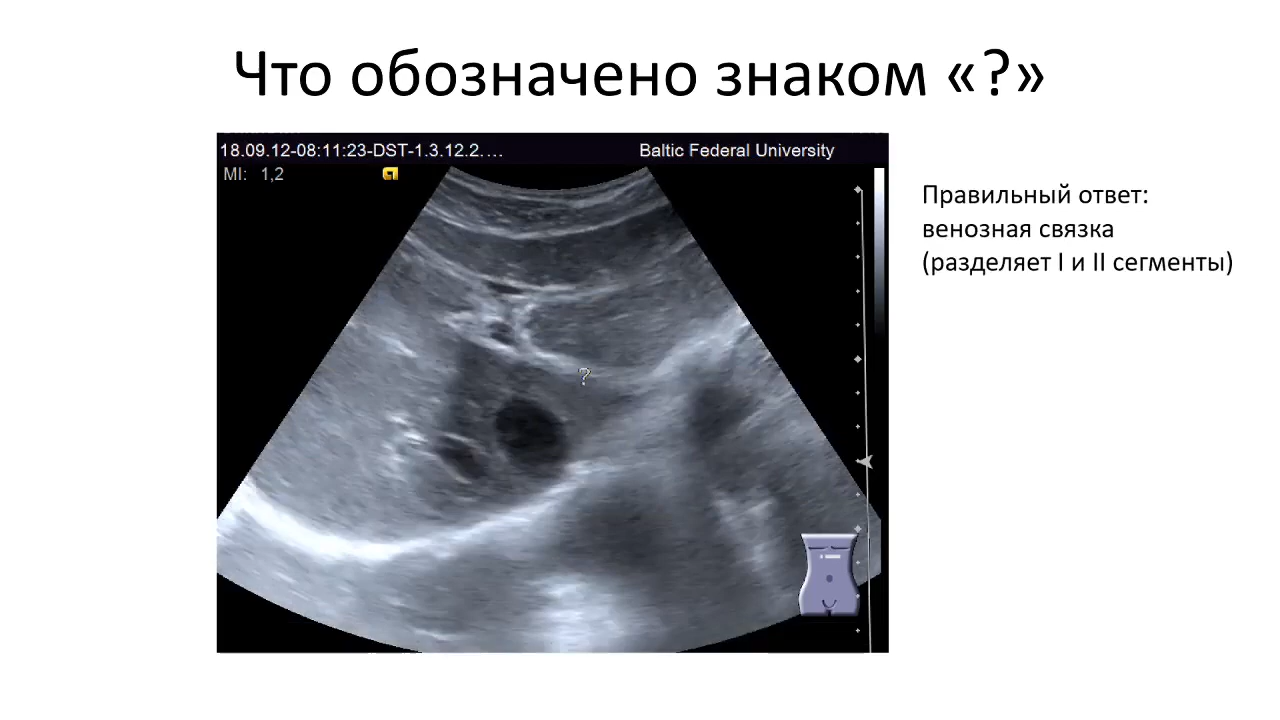 Что обозначено знаком «?»
18.09.12-08:11:23-DST-1.3.12.2....
Baltic Federal University
MI: 1,2
Правильный ответ:
венозная связка
(разделяет I и II сегменты)
?